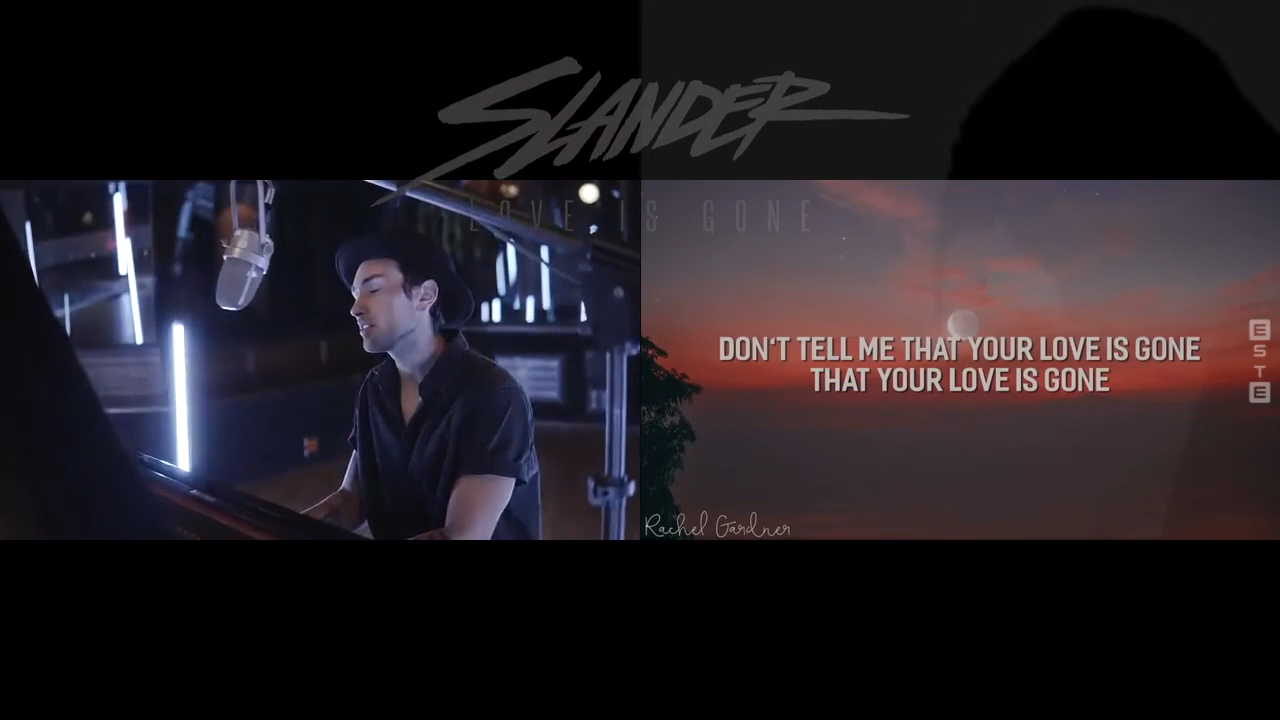 SLANDER
LOVE IS GONE
DON'T TELL ME THAT YOUR LOVE IS GONE
THAT YOUR LOVE IS GONE
ESTE
Rachel Gardner